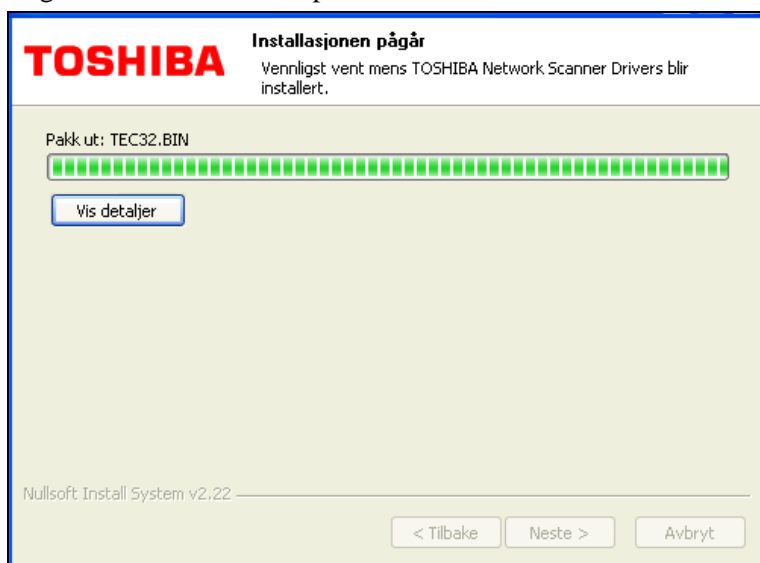 TOSHIBA
Installasjonen pågår
Vennligst vent mens TOSHIBA Network Scanner Drivers blir
installert.
Pakk ut: TEC32.BIN
Vis detaljer
Nullsoft Install System v2.22
< Tilbake
Neste >
Avbryt